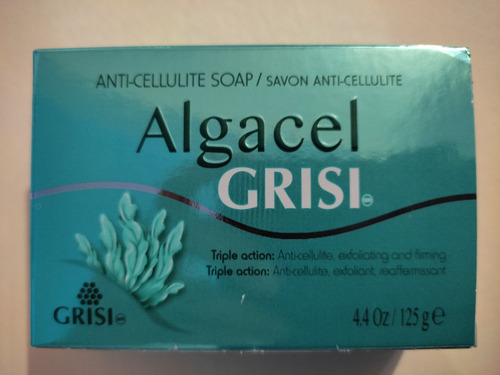 ANTI-CELLULITE SOAP / SAVON ANTI-CELLULITE
Algacel
GRISI
Triple action: Anti-cellulite, exfoliating and firming
Triple action: Anti-cellulite, exfoliant, reaffermissant
GRISI
4.4 Oz / 125 g ℮